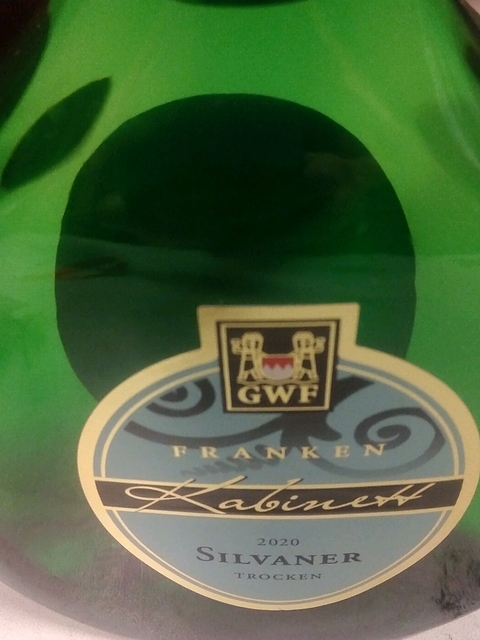 GWF
FRANKEN
Kabinett
2020
SILVANER
TROCKEN